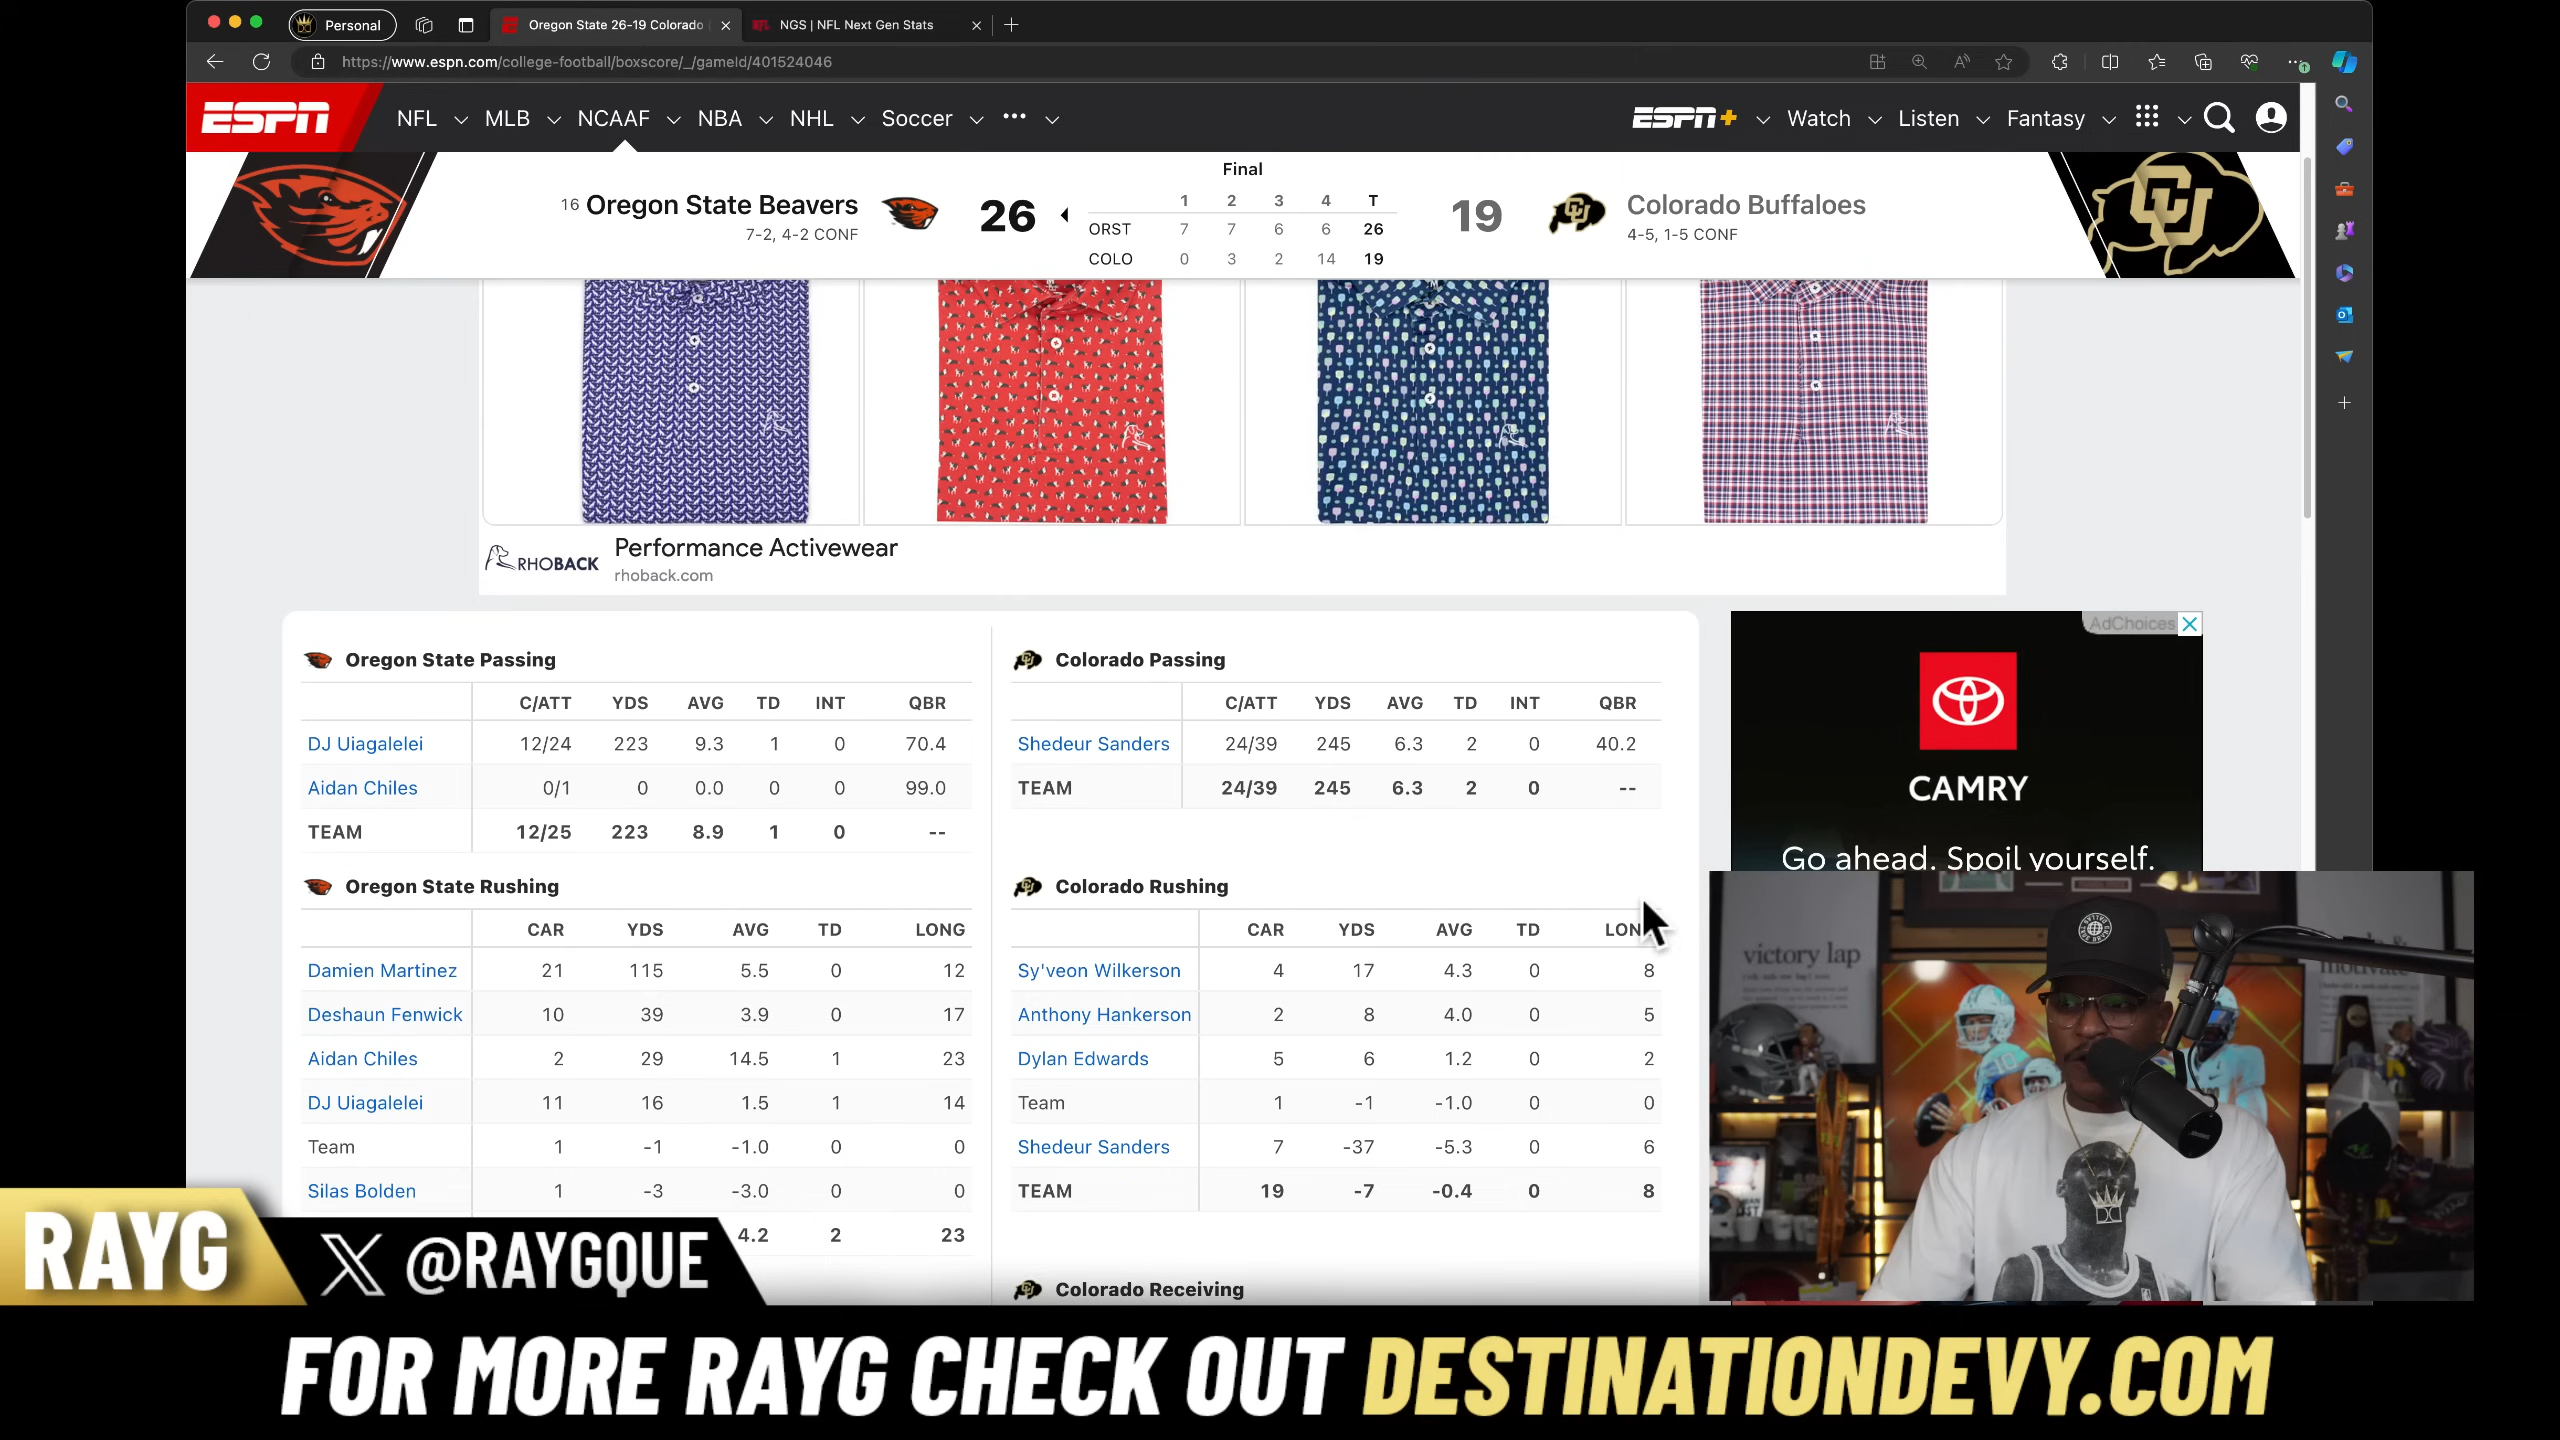 Personal
Oregon State 26-19 Colorado
NGS | NFL Next Gen Stats
https://www.espn.com/college-football/boxscore/_/gameId/401524046
ESPN
NFL
MLB
NCAAF
NBA
NHL
Soccer
ESPN+
Watch
Listen
Fantasy
16 Oregon State Beavers
7-2, 4-2 CONF
26
Final
1 2 3 4 T
ORST 7 7 6 6 26
COLO 0 3 2 14 19
19
Colorado Buffaloes
4-5, 1-5 CONF
RHOBACK
Performance Activewear
rhoback.com
Oregon State Passing
C/ATT YDS AVG TD INT QBR
DJ Uiagalelei 12/24 223 9.3 1 0 70.4
Aidan Chiles 0/1 0 0.0 0 0 99.0
TEAM 12/25 223 8.9 1 0 --
Colorado Passing
C/ATT YDS AVG TD INT QBR
Shedeur Sanders 24/39 245 6.3 2 0 40.2
TEAM 24/39 245 6.3 2 0 --
Oregon State Rushing
CAR YDS AVG TD LONG
Damien Martinez 21 115 5.5 0 12
Deshaun Fenwick 10 39 3.9 0 17
Aidan Chiles 2 29 14.5 1 23
DJ Uiagalelei 11 16 1.5 1 14
Team 1 -1 -1.0 0 0
Silas Bolden 1 -3 -3.0 0 0
4.2 2 23
Colorado Rushing
CAR YDS AVG TD LON
Sy'veon Wilkerson 4 17 4.3 0 8
Anthony Hankerson 2 8 4.0 0 5
Dylan Edwards 5 6 1.2 0 2
Team 1 -1 -1.0 0 0
Shedeur Sanders 7 -37 -5.3 0 6
TEAM 19 -7 -0.4 0 8
Colorado Receiving
AdChoices
CAMRY
Go ahead. Spoil yourself.
victory lap
RAYG
X @RAYGQUE
FOR MORE RAYG CHECK OUT DESTINATIONDEVY.COM